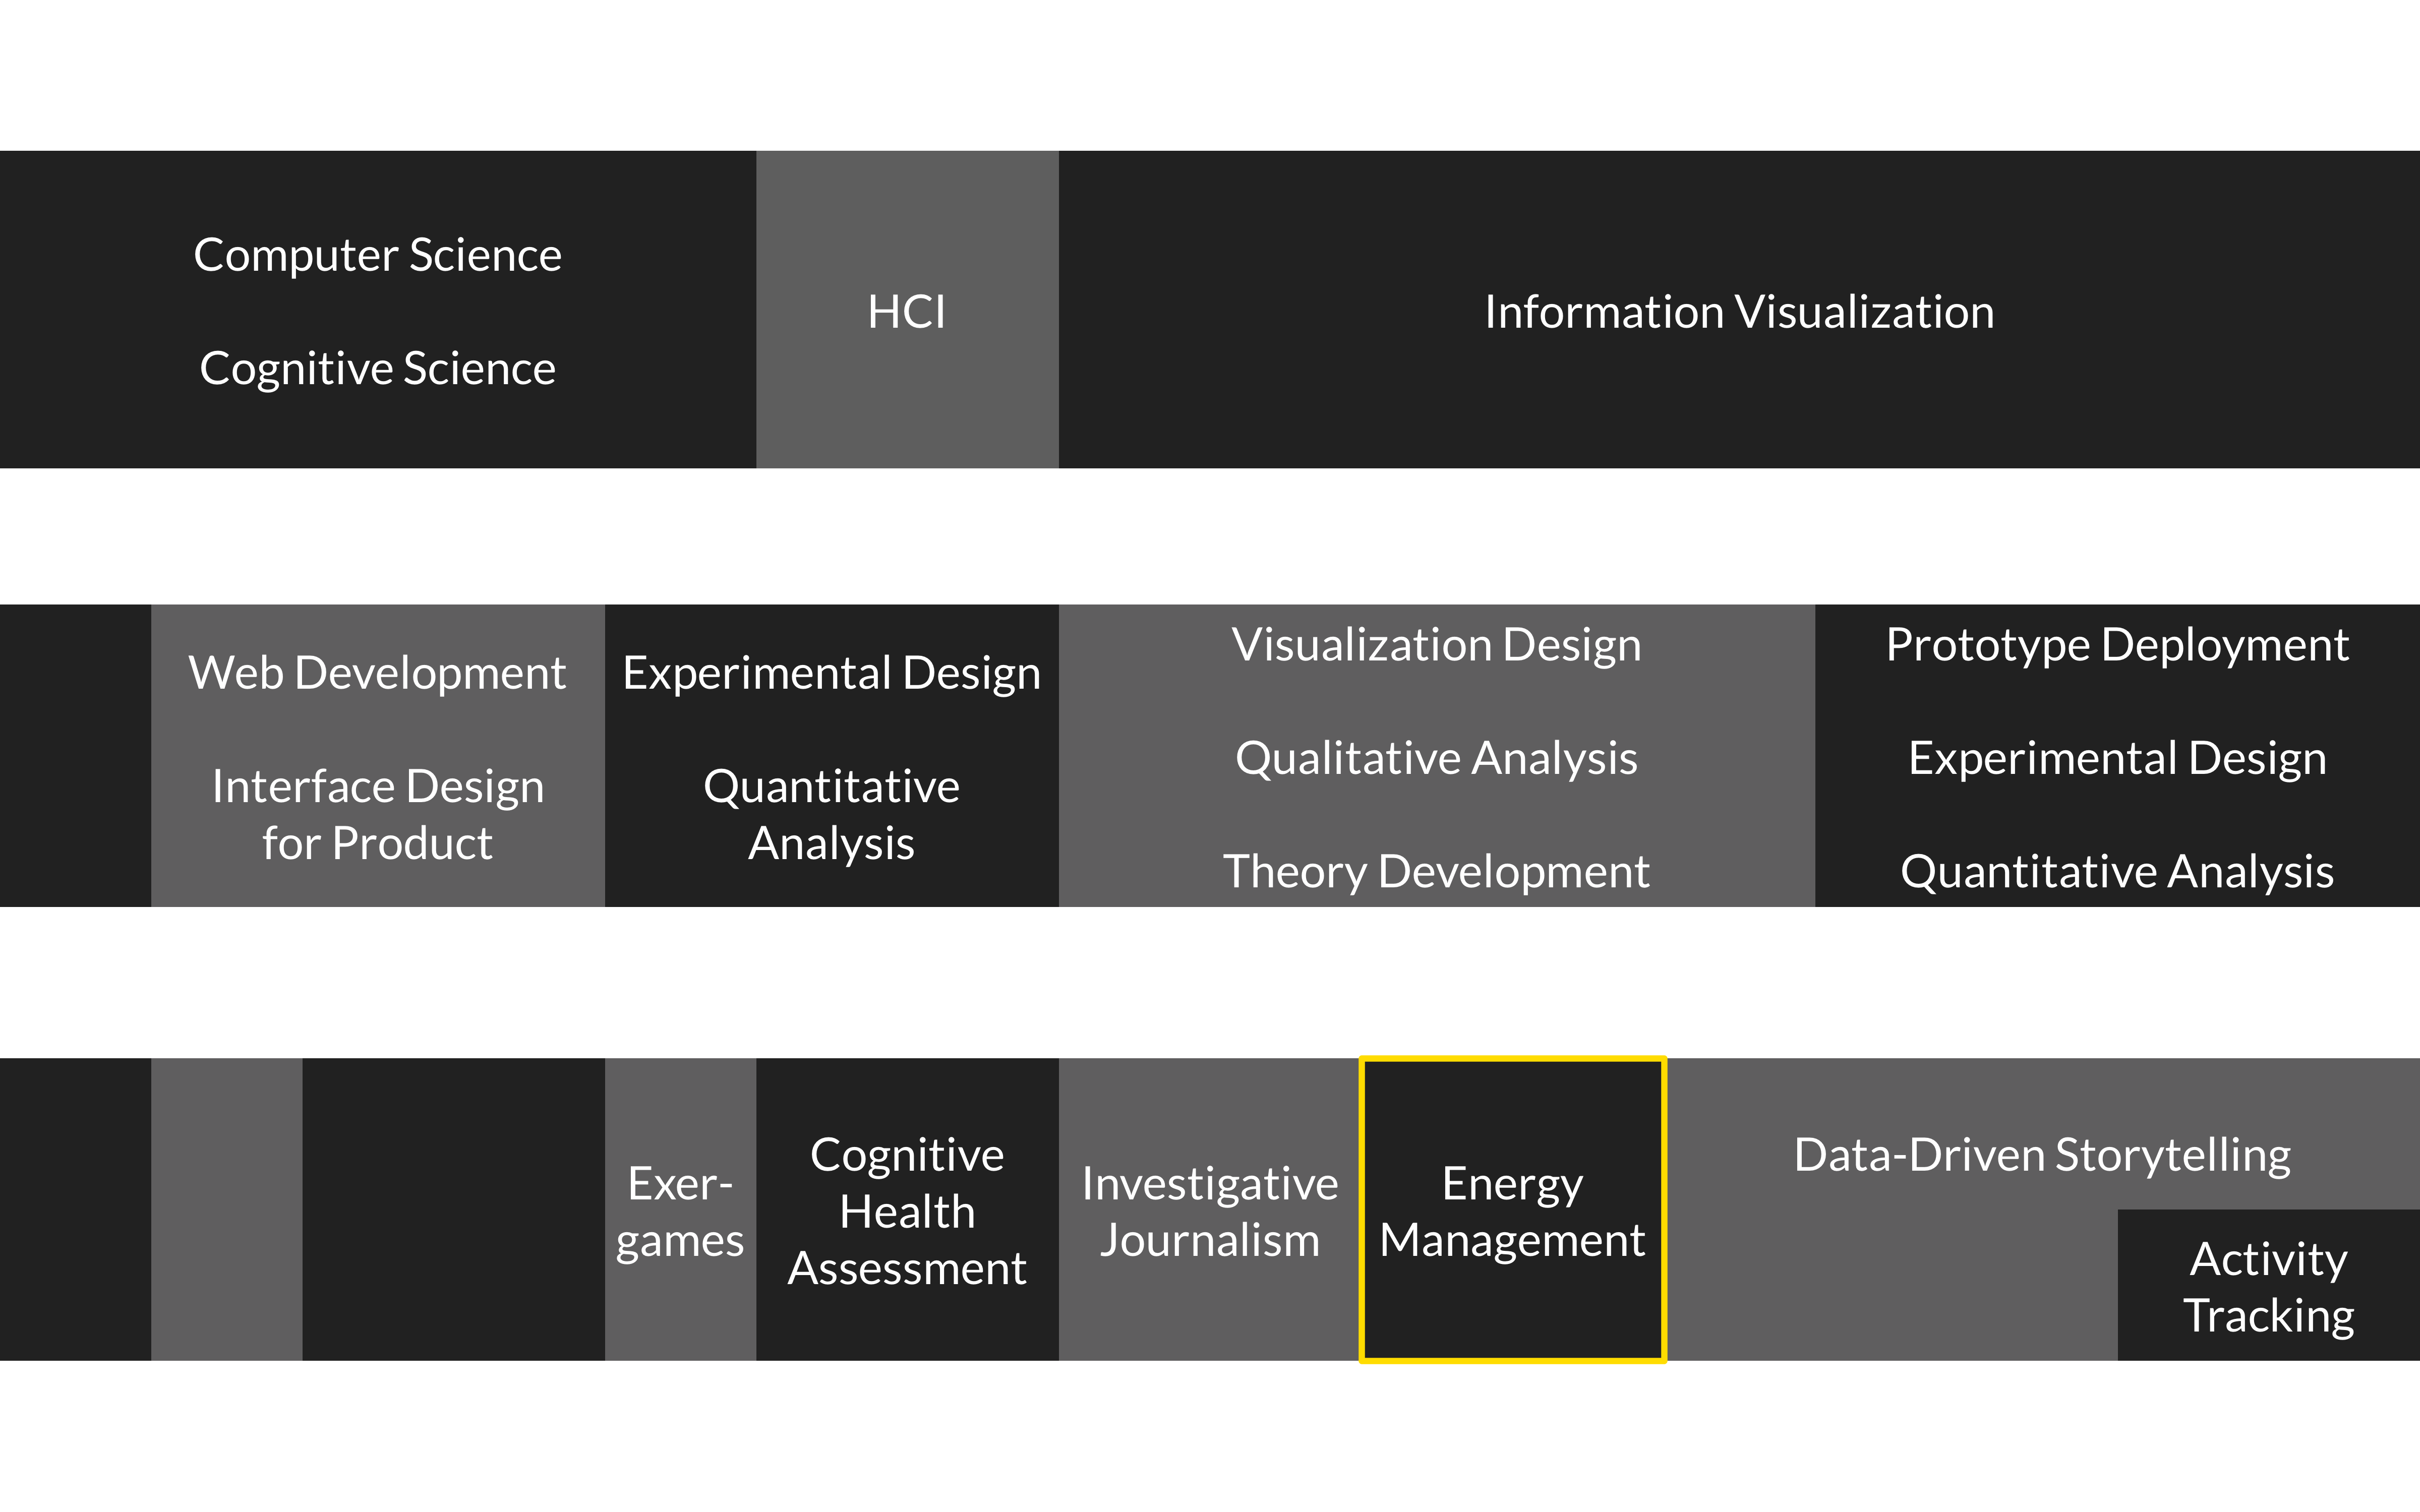 Computer Science
Cognitive Science
HCI
Information Visualization
Web Development
Interface Design
for Product
Experimental Design
Quantitative
Analysis
Visualization Design
Qualitative Analysis
Theory Development
Prototype Deployment
Experimental Design
Quantitative Analysis
Exer-
games
Cognitive
Health
Assessment
Investigative
Journalism
Energy
Management
Data-Driven Storytelling
Activity
Tracking